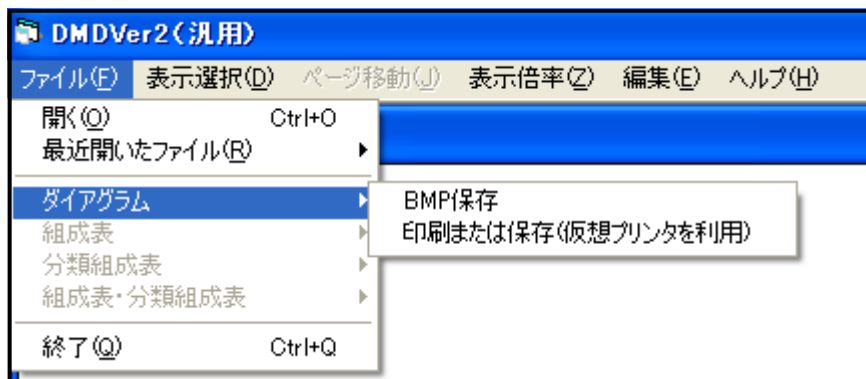 DMDVer2(汎用)
ファイル(F) 表示選択(D) ページ移動(J) 表示倍率(Z) 編集(E) ヘルプ(H)
開く(O) Ctrl+O
最近開いたファイル(R)
ダイアグラム
BMP保存
組成表
印刷または保存(仮想プリンタを利用)
分類組成表
組成表・分類組成表
終了(Q) Ctrl+Q